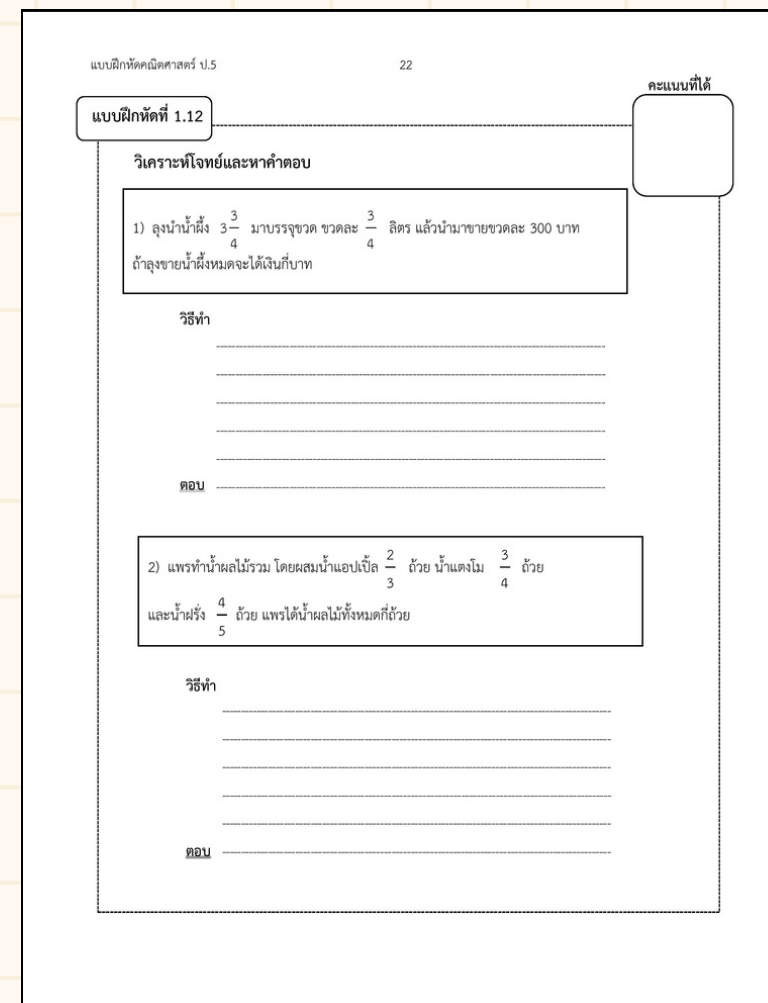 แบบฝึกหัดคณิตศาสตร์ ป.5 22
คะแนนที่ได้
แบบฝึกหัดที่ 1.12
วิเคราะห์โจทย์และหาคำตอบ
1) ลุงนำน้ำผึ้ง 3 3/4 มาบรรจุขวด ขวดละ 3/4 ลิตร แล้วนำมาขายขวดละ 300 บาท
ถ้าลุงขายน้ำผึ้งหมดจะได้เงินกี่บาท
วิธีทำ
ตอบ
2) แพรทำน้ำผลไม้รวม โดยผสมน้ำแอปเปิ้ล 2/3 ถ้วย น้ำแตงโม 3/4 ถ้วย
และน้ำฝรั่ง 4/5 ถ้วย แพรได้น้ำผลไม้ทั้งหมดกี่ถ้วย
วิธีทำ
ตอบ